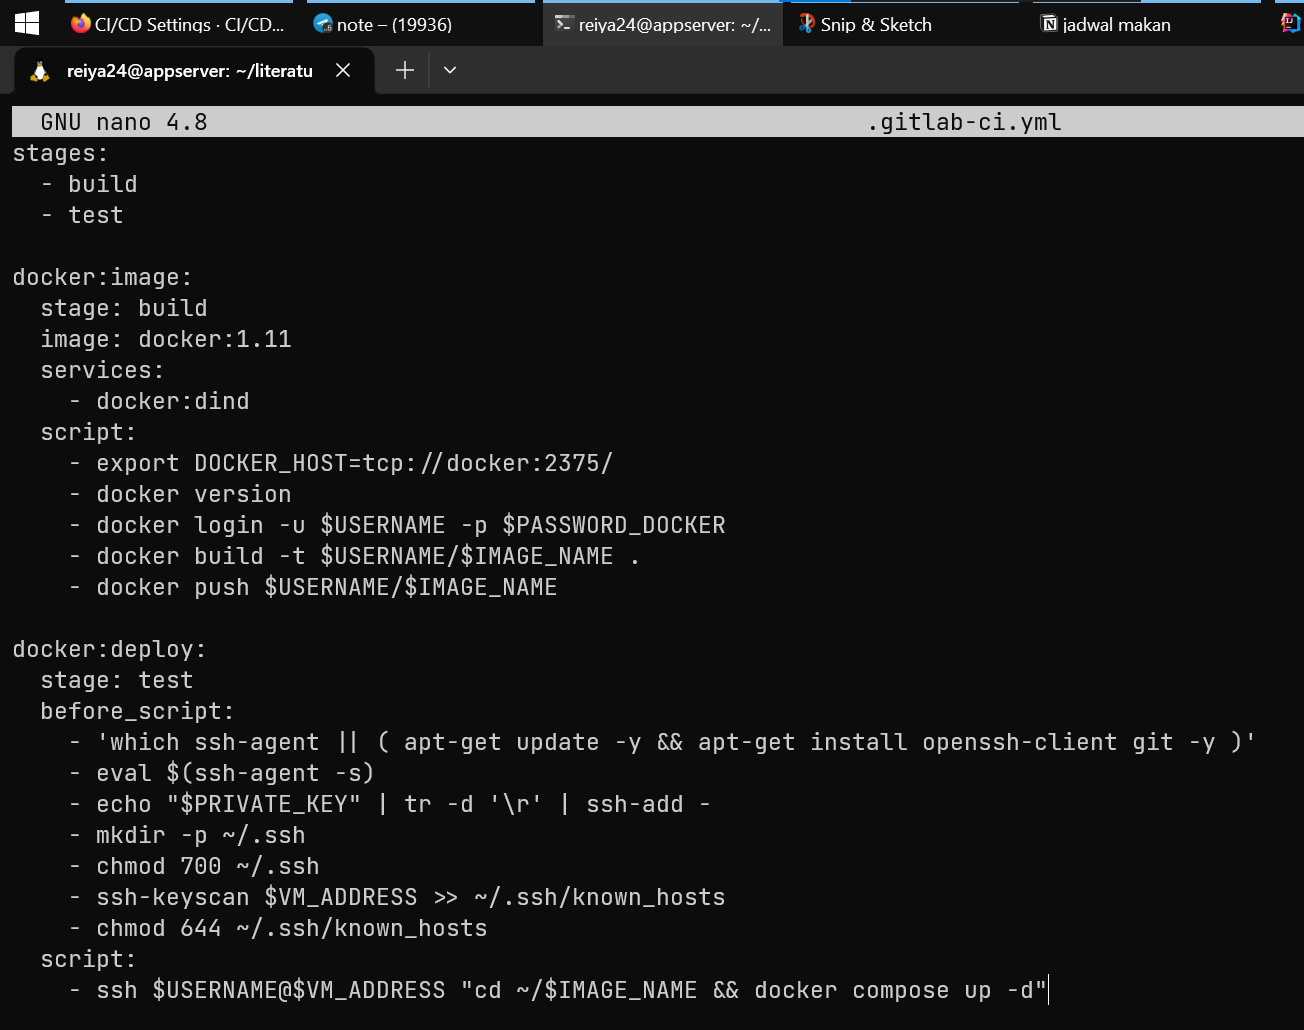 CI/CD Settings · CI/CD...
note – (19936)
reiya24@appserver: ~/...
Snip & Sketch
jadwal makan
reiya24@appserver: ~/literatu
GNU nano 4.8 .gitlab-ci.yml
stages:
  - build
  - test

docker:image:
  stage: build
  image: docker:1.11
  services:
    - docker:dind
  script:
    - export DOCKER_HOST=tcp://docker:2375/
    - docker version
    - docker login -u $USERNAME -p $PASSWORD_DOCKER
    - docker build -t $USERNAME/$IMAGE_NAME .
    - docker push $USERNAME/$IMAGE_NAME

docker:deploy:
  stage: test
  before_script:
    - 'which ssh-agent || ( apt-get update -y && apt-get install openssh-client git -y )'
    - eval $(ssh-agent -s)
    - echo "$PRIVATE_KEY" | tr -d '\r' | ssh-add -
    - mkdir -p ~/.ssh
    - chmod 700 ~/.ssh
    - ssh-keyscan $VM_ADDRESS >> ~/.ssh/known_hosts
    - chmod 644 ~/.ssh/known_hosts
  script:
    - ssh $USERNAME@$VM_ADDRESS "cd ~/$IMAGE_NAME && docker compose up -d"